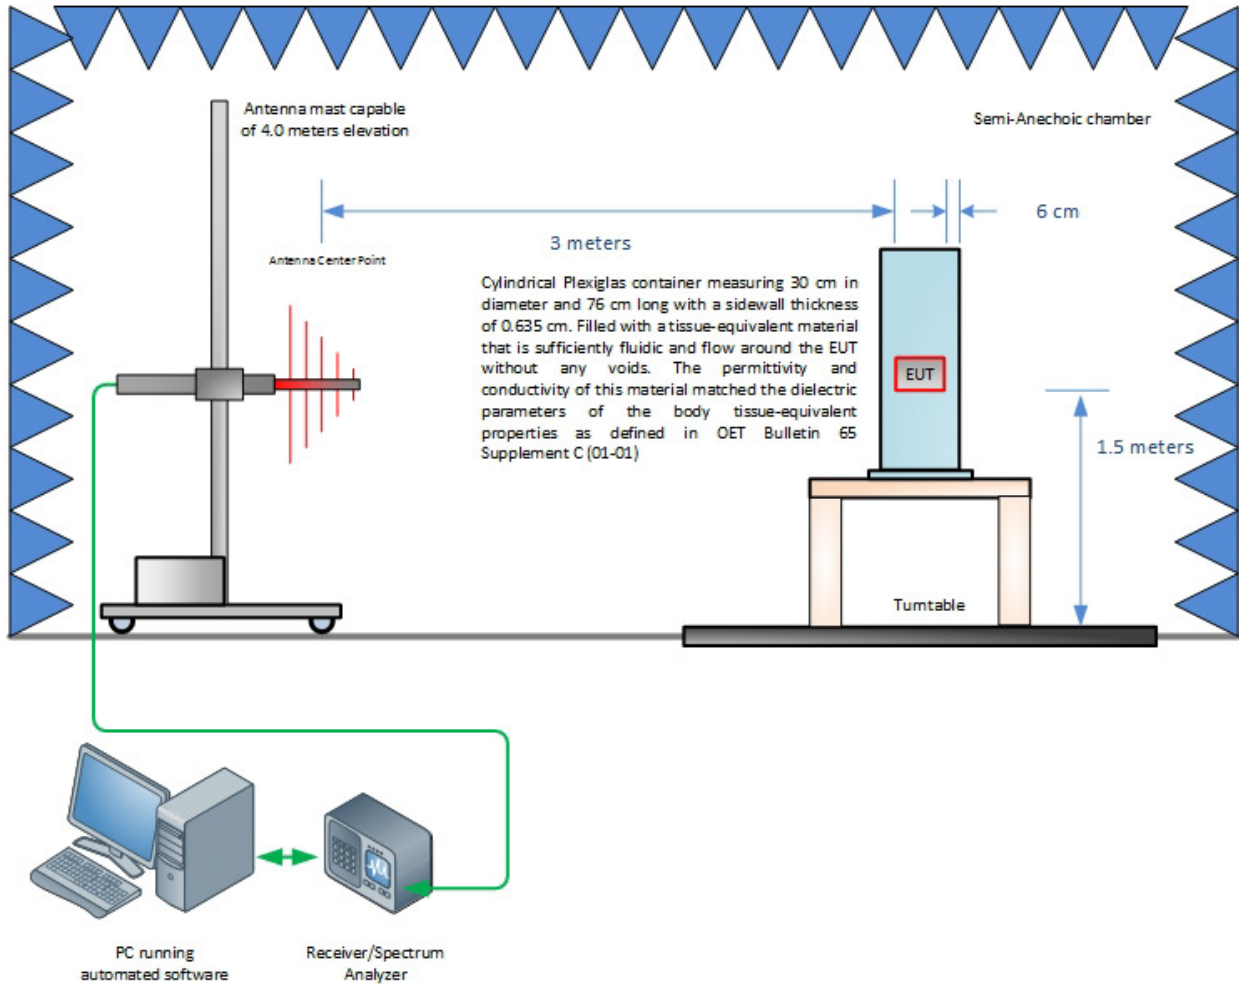 Antenna mast capable
of 4.0 meters elevation
Semi-Anechoic chamber
6 cm
3 meters
Antenna Center Point
Cylindrical Plexiglas container measuring 30 cm in
diameter and 76 cm long with a sidewall thickness
of 0.635 cm. Filled with a tissue-equivalent material
that is sufficiently fluidic and flow around the EUT
without any voids. The permittivity and
conductivity of this material matched the dielectric
parameters of the body tissue-equivalent
properties as defined in OET Bulletin 65
Supplement C (01-01)
EUT
1.5 meters
Turntable
PC running
automated software
Receiver/Spectrum
Analyzer